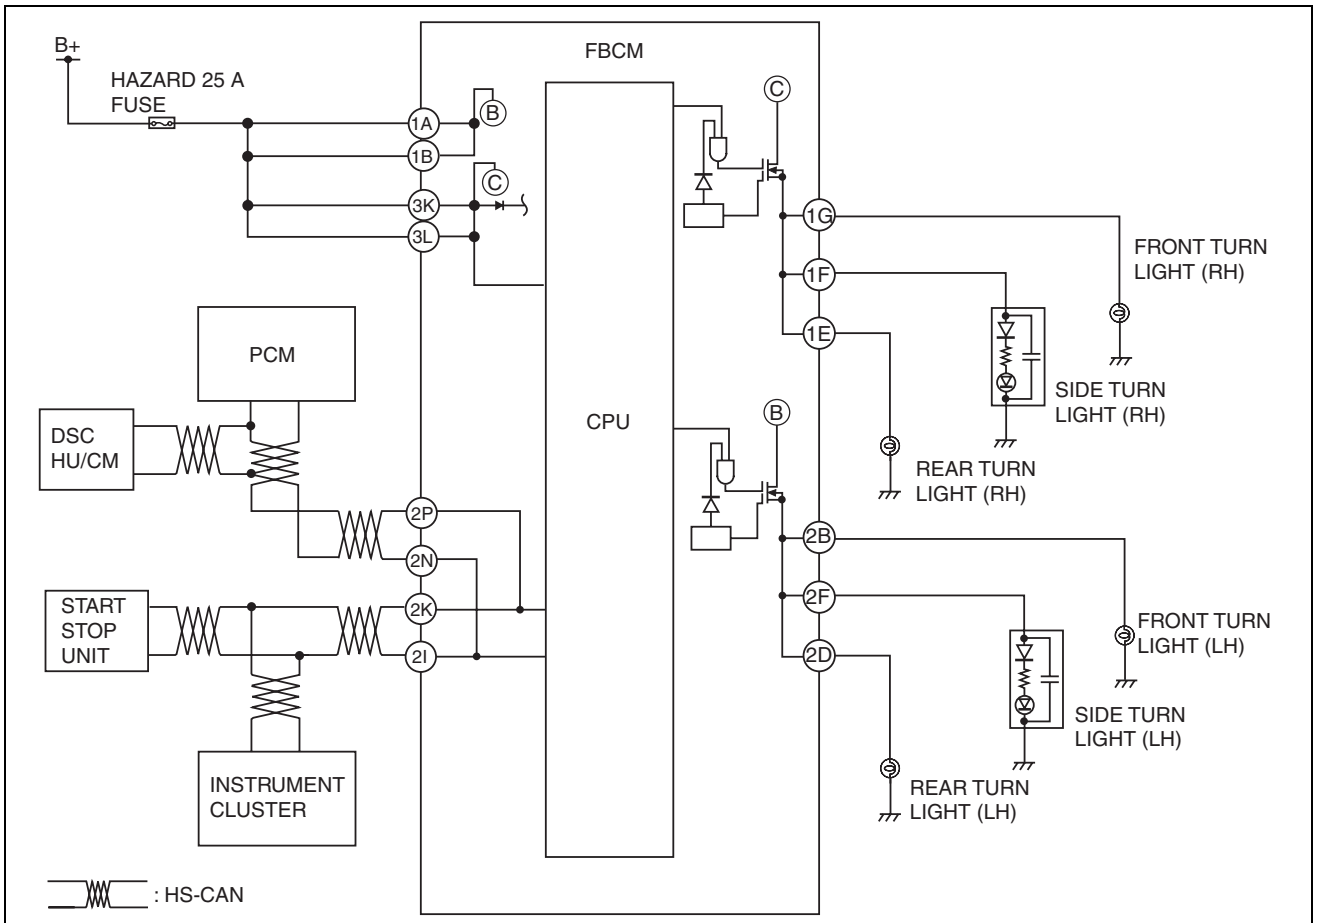 B+
HAZARD 25 A
FUSE
FBCM
1A
B
1B
C
3K
3L
C
1G
FRONT TURN
LIGHT (RH)
1F
1E
SIDE TURN
LIGHT (RH)
REAR TURN
LIGHT (RH)
PCM
DSC
HU/CM
CPU
B
2P
2N
2K
2I
2B
2F
2D
FRONT TURN
LIGHT (LH)
SIDE TURN
LIGHT (LH)
REAR TURN
LIGHT (LH)
START
STOP
UNIT
INSTRUMENT
CLUSTER
: HS-CAN